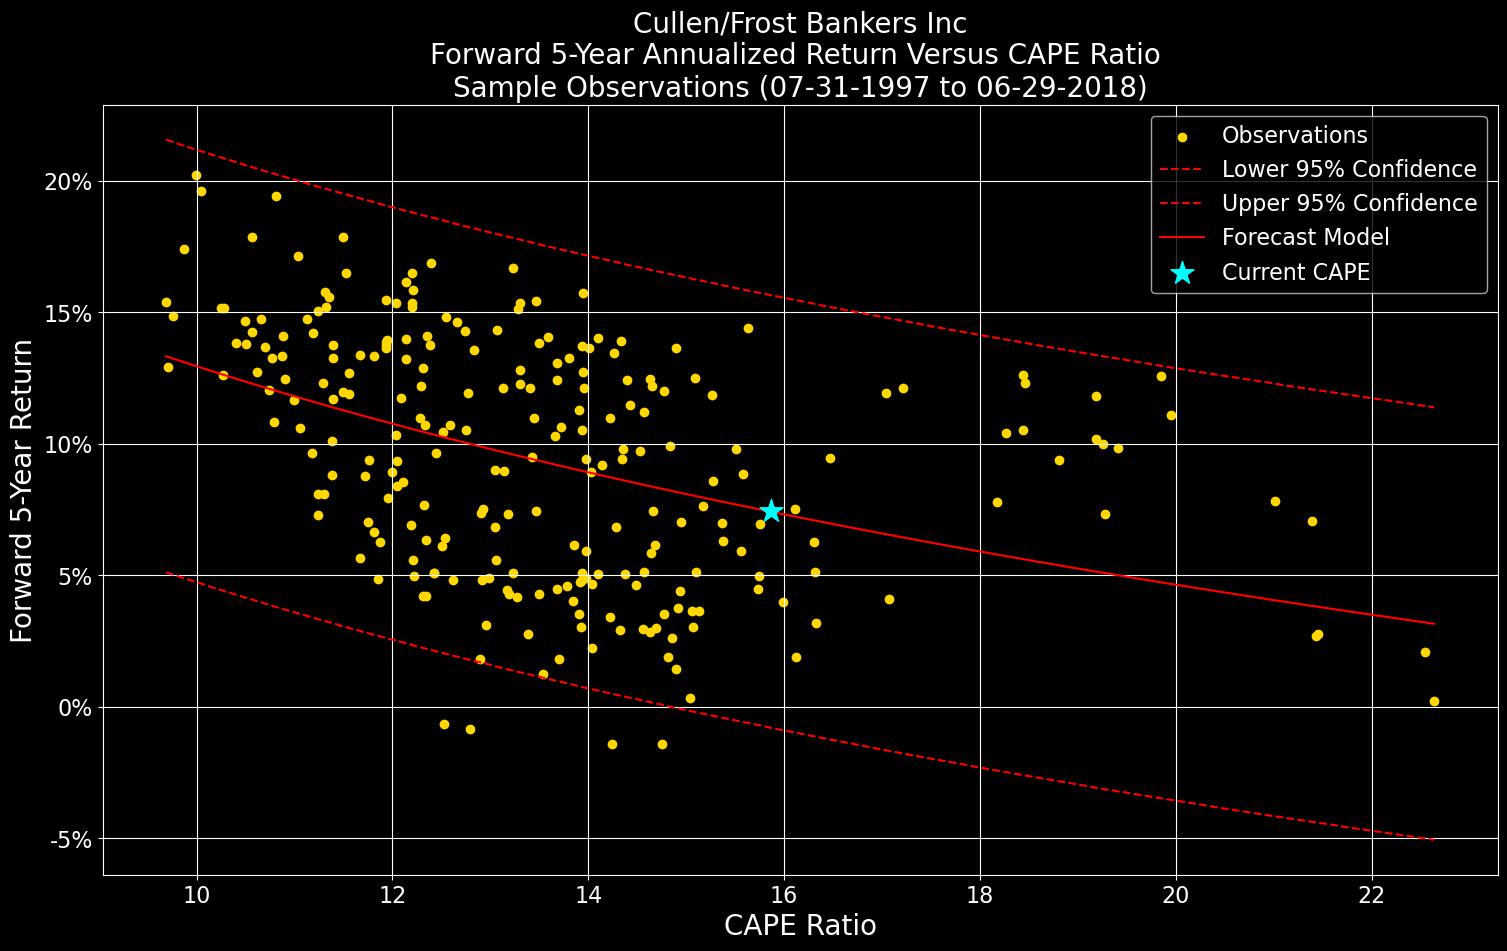 Cullen/Frost Bankers Inc
Forward 5-Year Annualized Return Versus CAPE Ratio
Sample Observations (07-31-1997 to 06-29-2018)
Observations
Lower 95% Confidence
Upper 95% Confidence
Forecast Model
Current CAPE
Forward 5-Year Return
20%
15%
10%
5%
0%
-5%
10 12 14 16 18 20 22
CAPE Ratio